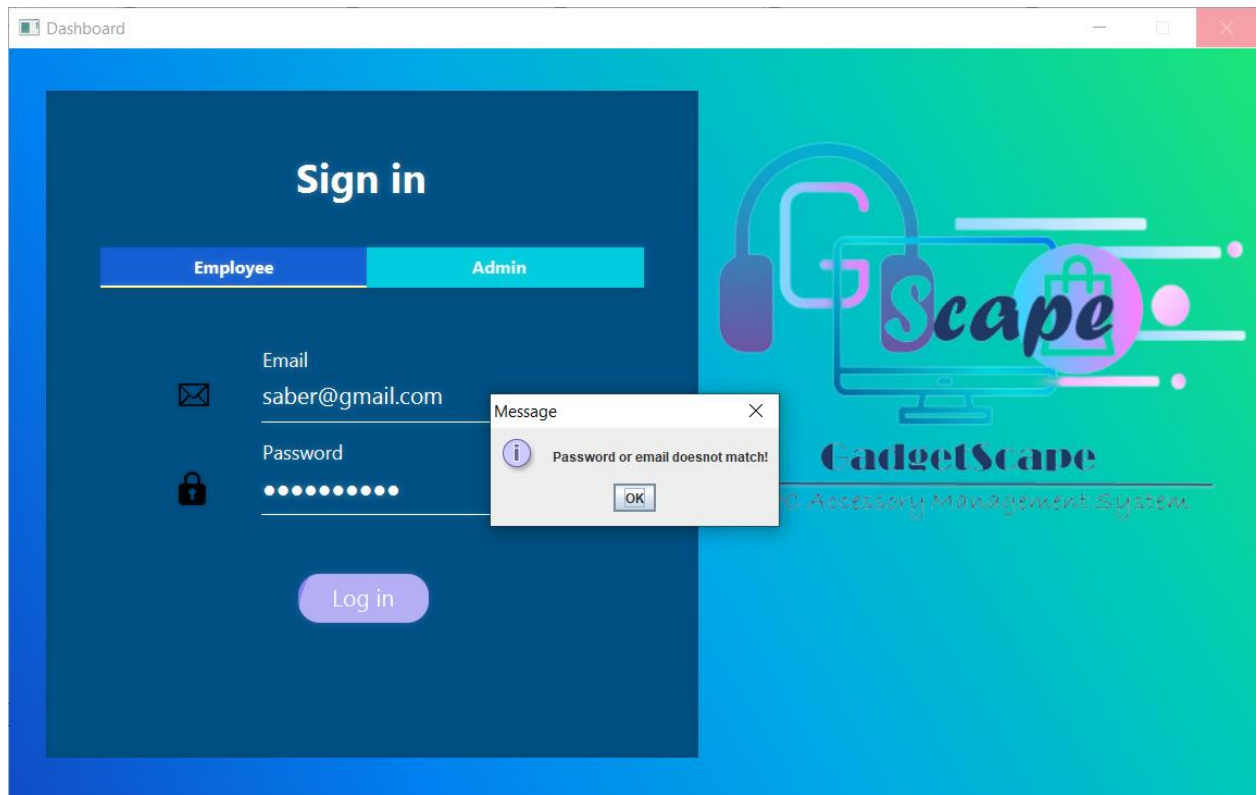 Dashboard
Sign in
Employee Admin
Email
saber@gmail.com
Password
••••••••••
Log in
Message
Password or email doesnot match!
OK
G Scape
GadgetScape
Accessory Management System